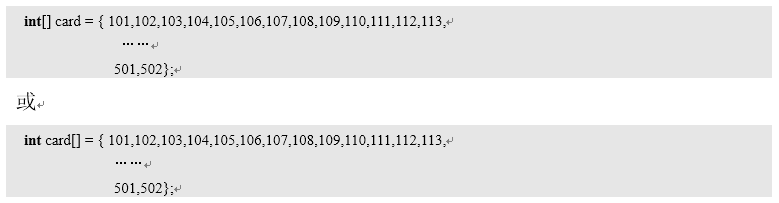 int[] card = { 101,102,103,104,105,106,107,108,109,110,111,112,113,↵
… …↵
501,502};↵
或↵
int card[] = { 101,102,103,104,105,106,107,108,109,110,111,112,113,↵
… …↵
501,502};↵